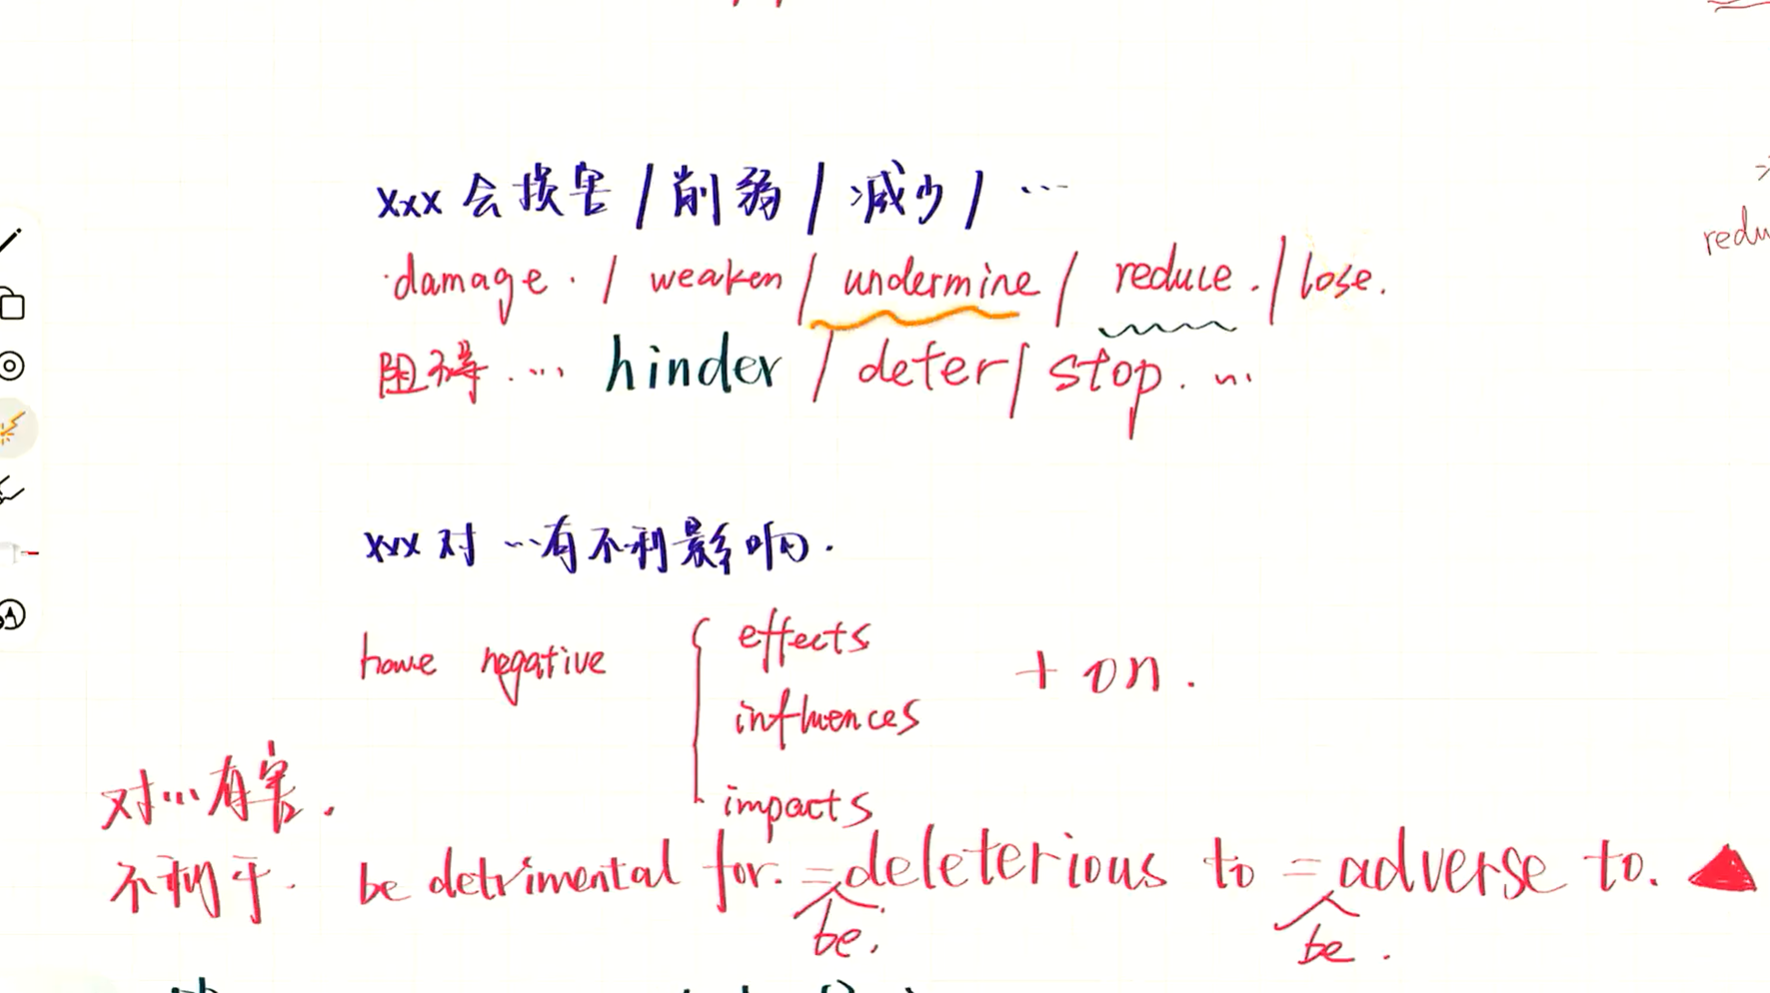 xxx 会损害 / 削弱 / 减少 / …
damage. / weaken / undermine / reduce. / lose.
阻碍 …. hinder / deter / stop. …
xxx 对 …有不利影响.
have negative { effects influences impacts + on.
对…有害.
不利于. be detrimental for. = deleterious to = adverse to.
be. be.